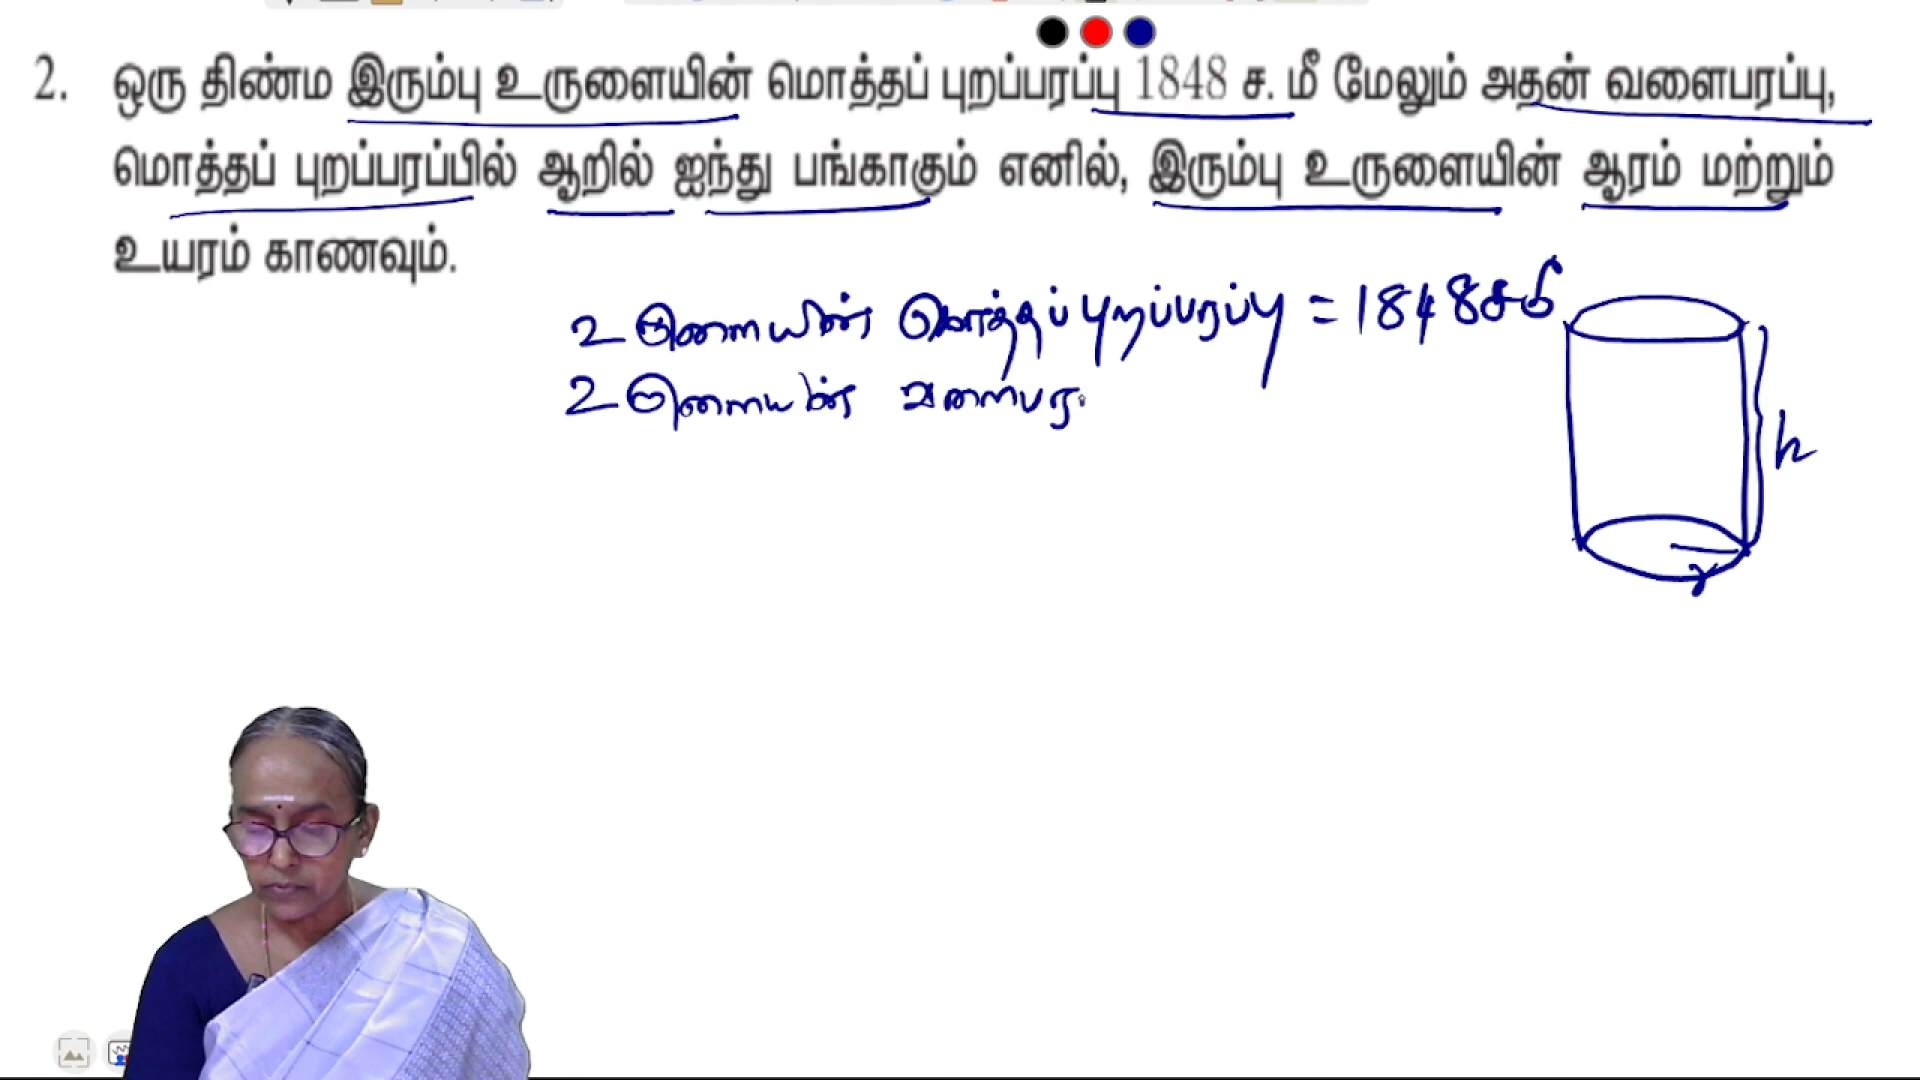 2. ஒரு திண்ம இரும்பு உருளையின் மொத்தப் புறப்பரப்பு 1848 ச. மீ மேலும் அதன் வளைபரப்பு,
மொத்தப் புறப்பரப்பில் ஆறில் ஐந்து பங்காகும் எனில், இரும்பு உருளையின் ஆரம் மற்றும்
உயரம் காணவும்.
உருளையின் மொத்தப் புறப்பரப்பு = 1848 சமீ
உருளையின் வளைபர
h
r